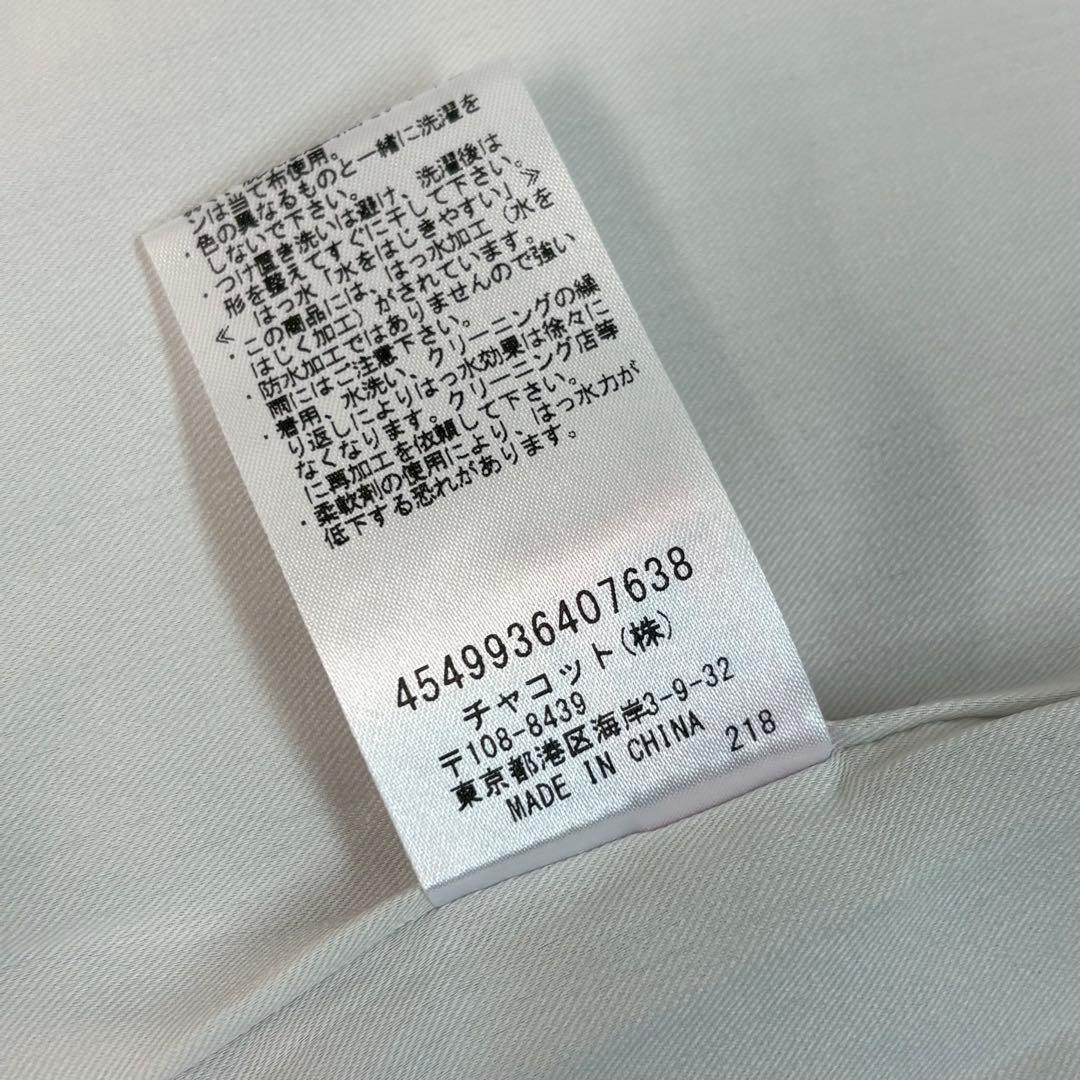 ンは当て布使用。
・色の異なるものと一緒に洗濯を
しないで下さい。
・つけ置き洗いは避け、洗濯後は
形を整えてすぐに干して下さい。
≪ はっ水「水をはじきやすい」≫
・この商品には、はっ水加工（水を
はじく加工）がされています。
・防水加工ではありませんので強い
雨にはご注意下さい。
・着用、水洗い、クリーニングの繰
り返しによりはっ水効果は徐々に
なくなります。クリーニング店等
に再加工を依頼して下さい。
・柔軟剤の使用により、はっ水力が
低下する恐れがあります。
4549936407638
チャコット(株)
〒108-8439
東京都港区海岸3-9-32
MADE IN CHINA 218